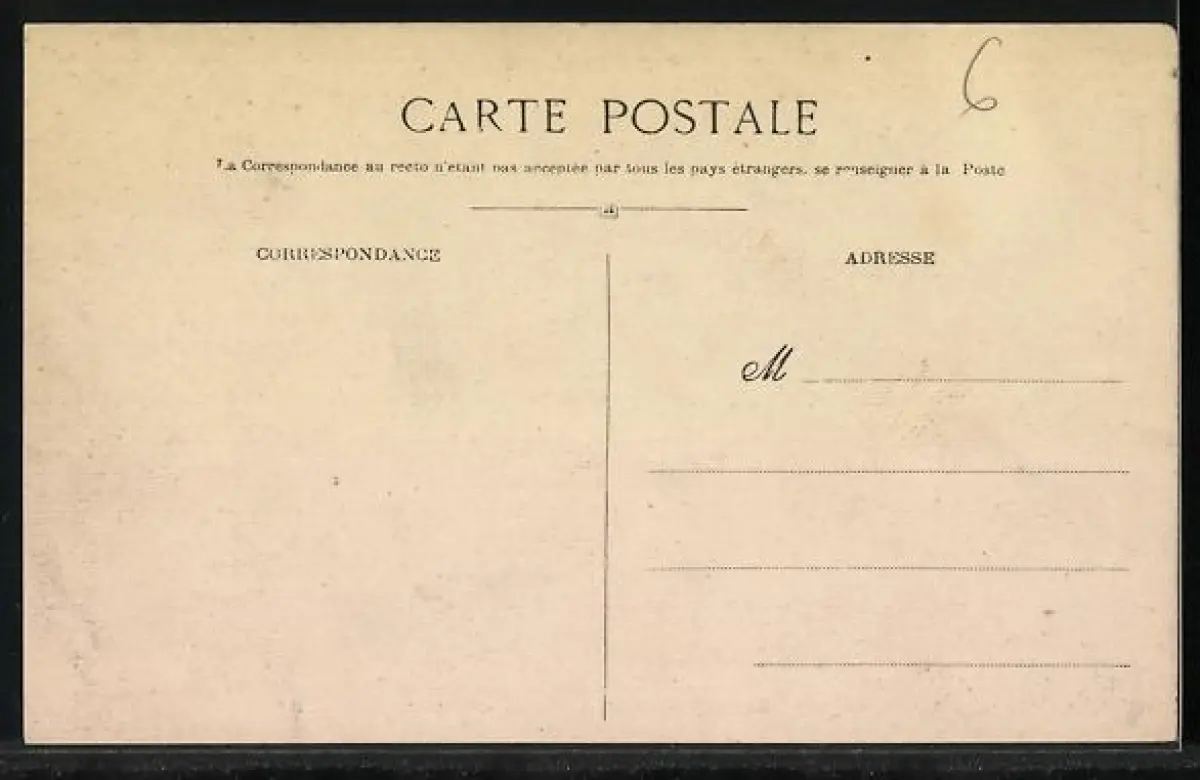 6
CARTE POSTALE
La Correspondance au recto n'étant pas acceptée par tous les pays étrangers, se renseigner à la Poste
CORRESPONDANCE
ADRESSE
M